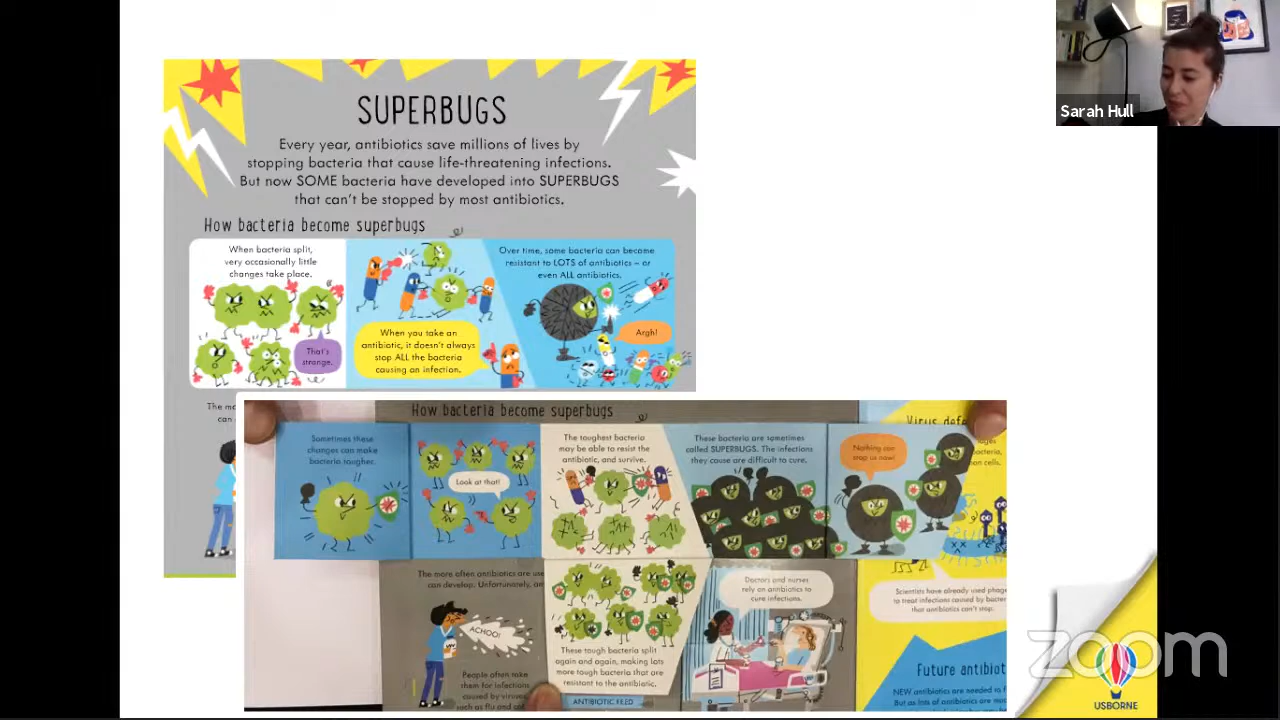 Sarah Hull
SUPERBUGS
Every year, antibiotics save millions of lives by
stopping bacteria that cause life-threatening infections.
But now SOME bacteria have developed into SUPERBUGS
that can't be stopped by most antibiotics.
How bacteria become superbugs
When bacteria split,
very occasionally little
changes take place.
That's
strange.
When you take an
antibiotic, it doesn't always
stop ALL the bacteria
causing an infection.
Over time, some bacteria can become
resistant to LOTS of antibiotics – or
even ALL antibiotics.
Argh!
The
can
How bacteria become superbugs
Sometimes these
changes can make
bacteria tougher.
Look at that!
The toughest bacteria
may be able to resist the
antibiotic, and survive.
These bacteria are sometimes
called SUPERBUGS. The infections
they cause are difficult to cure.
Nothing can
stop us now!
Virus
bacteria,
cells.
The more often antibiotics are
can develop. Unfortunately,
ACHOO!
People often take
them for infections
caused by viruses,
such as flu and
These tough bacteria split
again and again, making lots
more tough bacteria that are
resistant to the antibiotic.
ANTIBIOTIC FILED
Doctors and nurses
rely on antibiotics to
cure infections.
Scientists have already used
to treat infections caused by
that antibiotics can't stop.
Future
NEW antibiotics are needed to
But as lots of antibiotics are
zoom
USBORNE